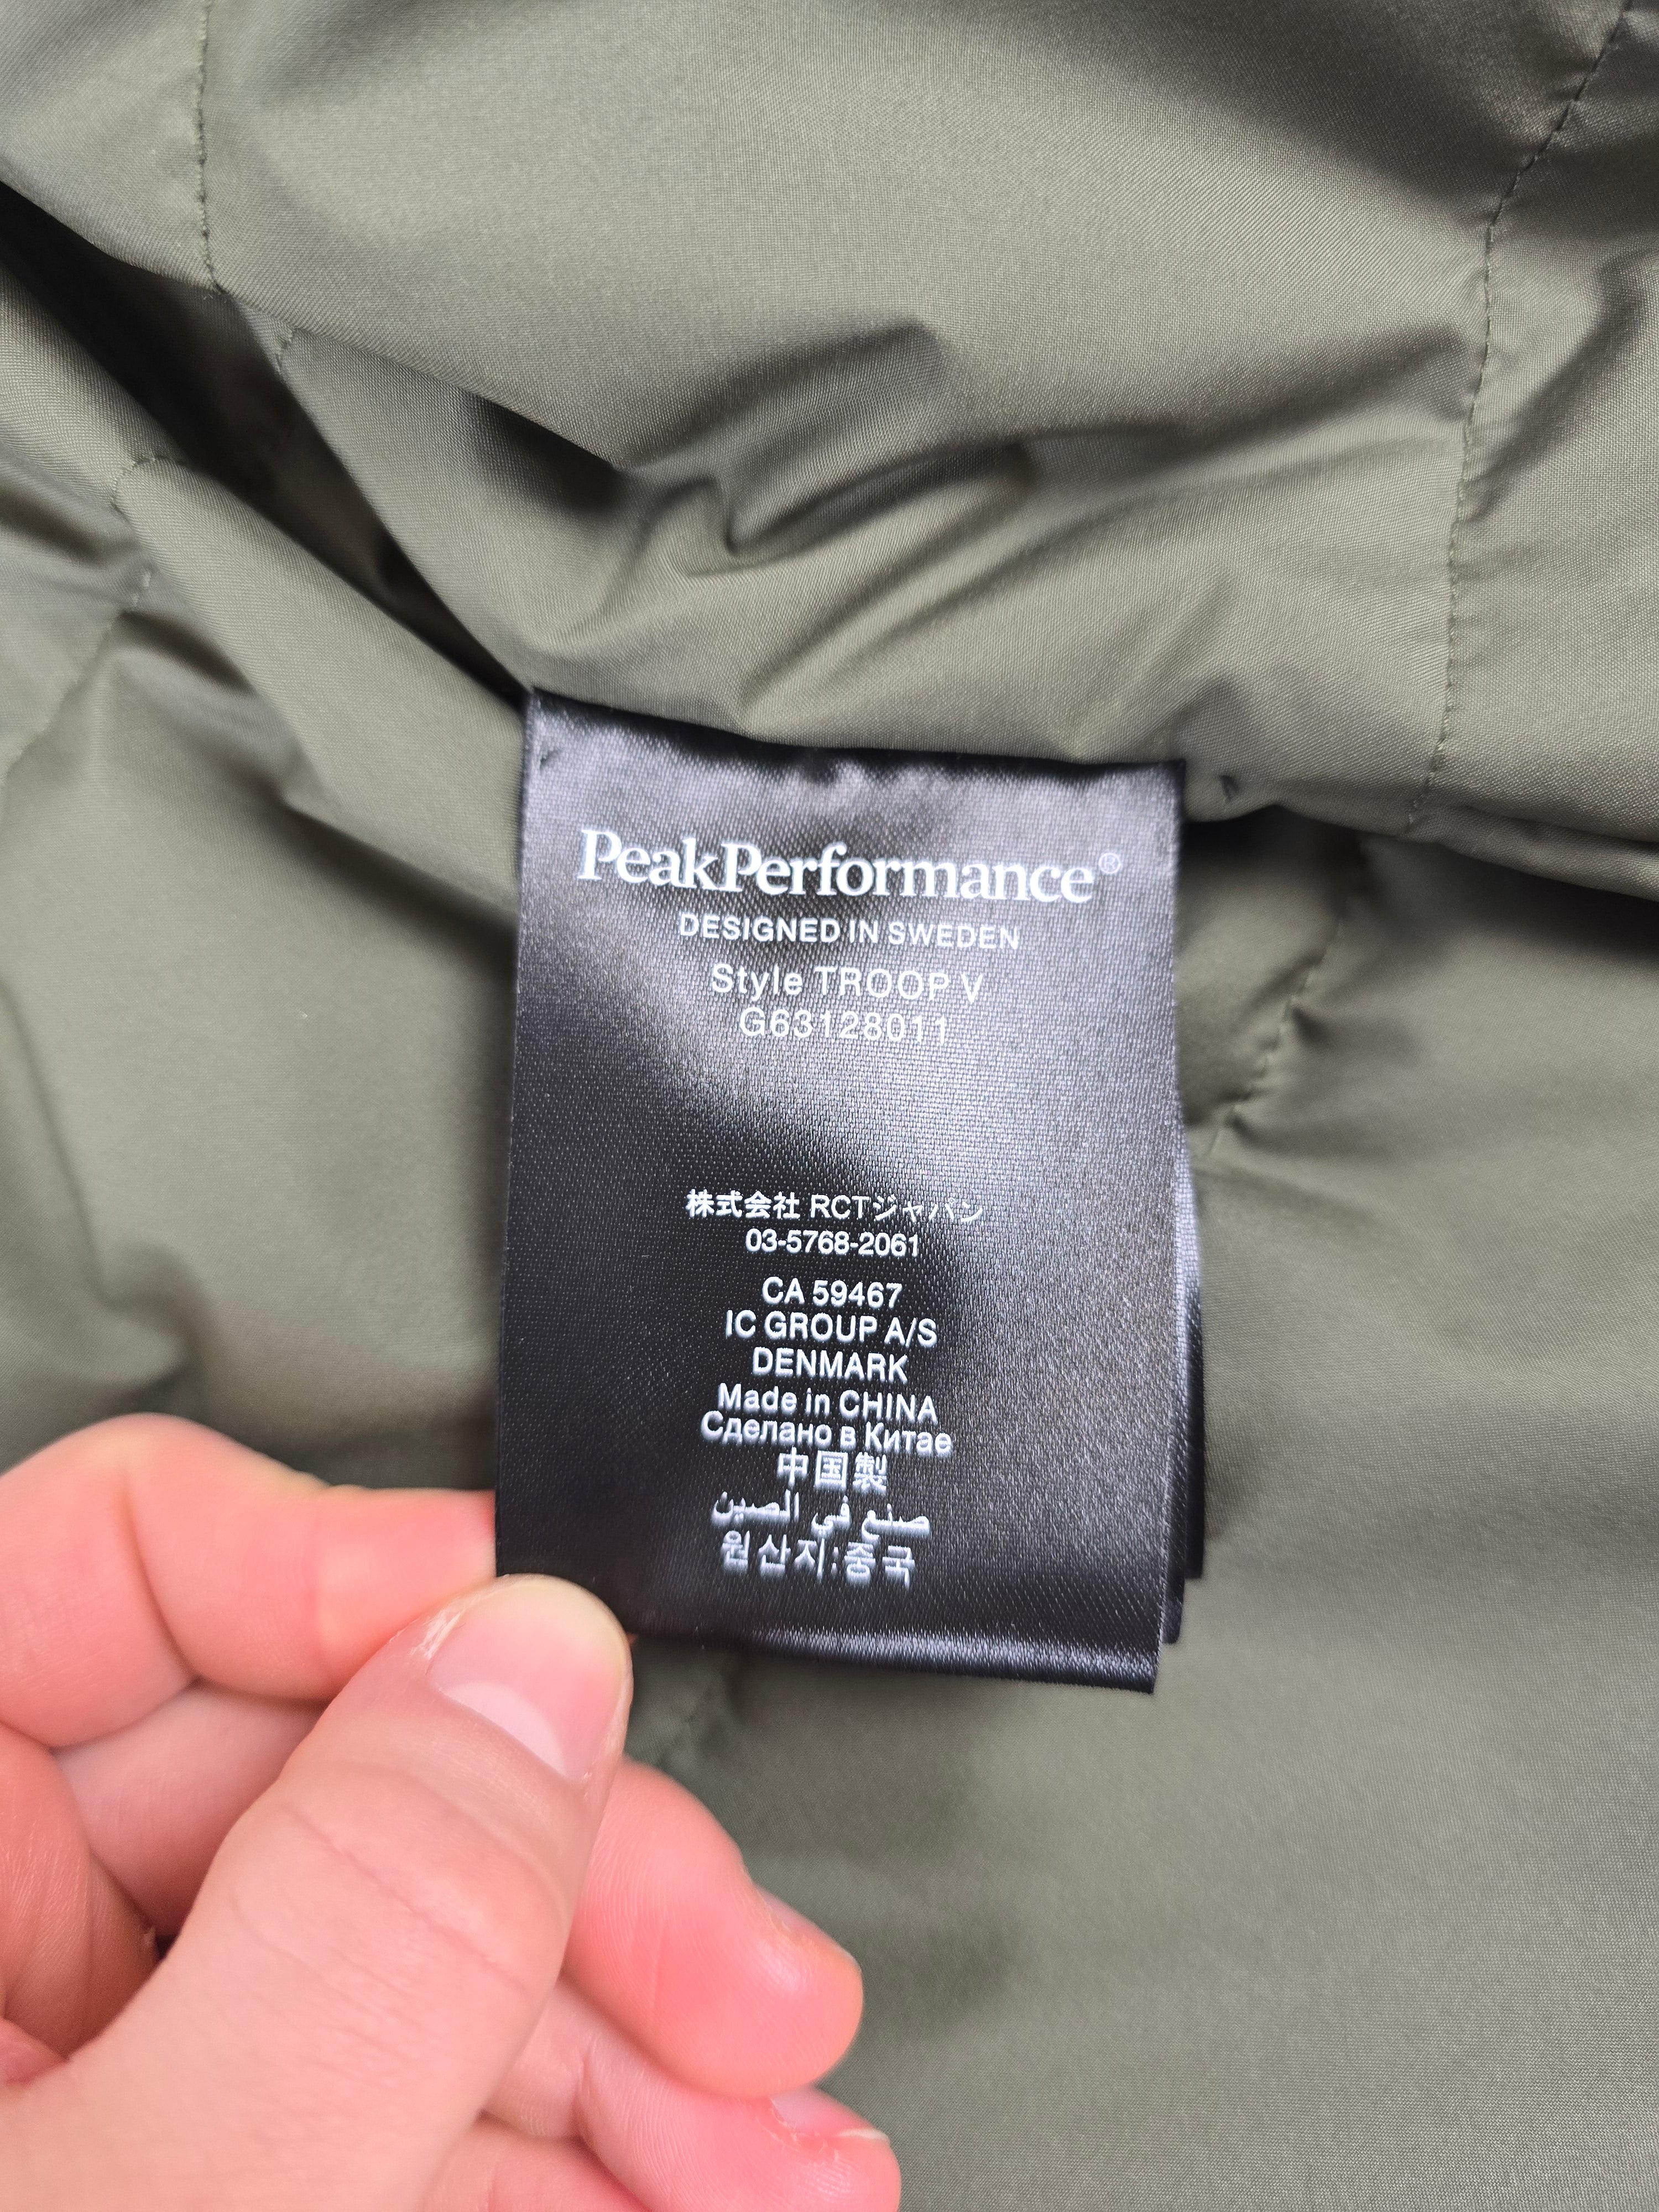 PeakPerformance®
DESIGNED IN SWEDEN
Style TROOP V
G63128011
株式会社 RCTジャパン
03-5768-2061
CA 59467
IC GROUP A/S
DENMARK
Made in CHINA
Сделано в Китае
中国製
صنع في الصين
원산지:중국